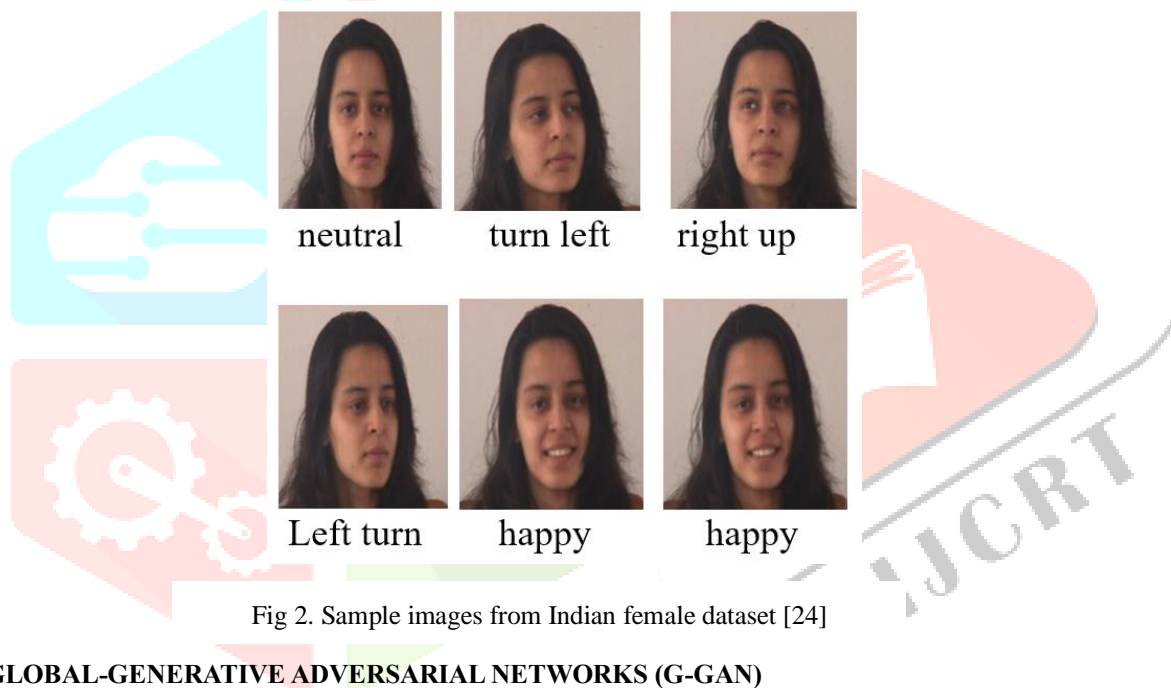 neutral turn left right up
Left turn happy happy
IJCRT
Fig 2. Sample images from Indian female dataset [24]
GLOBAL-GENERATIVE ADVERSARIAL NETWORKS (G-GAN)